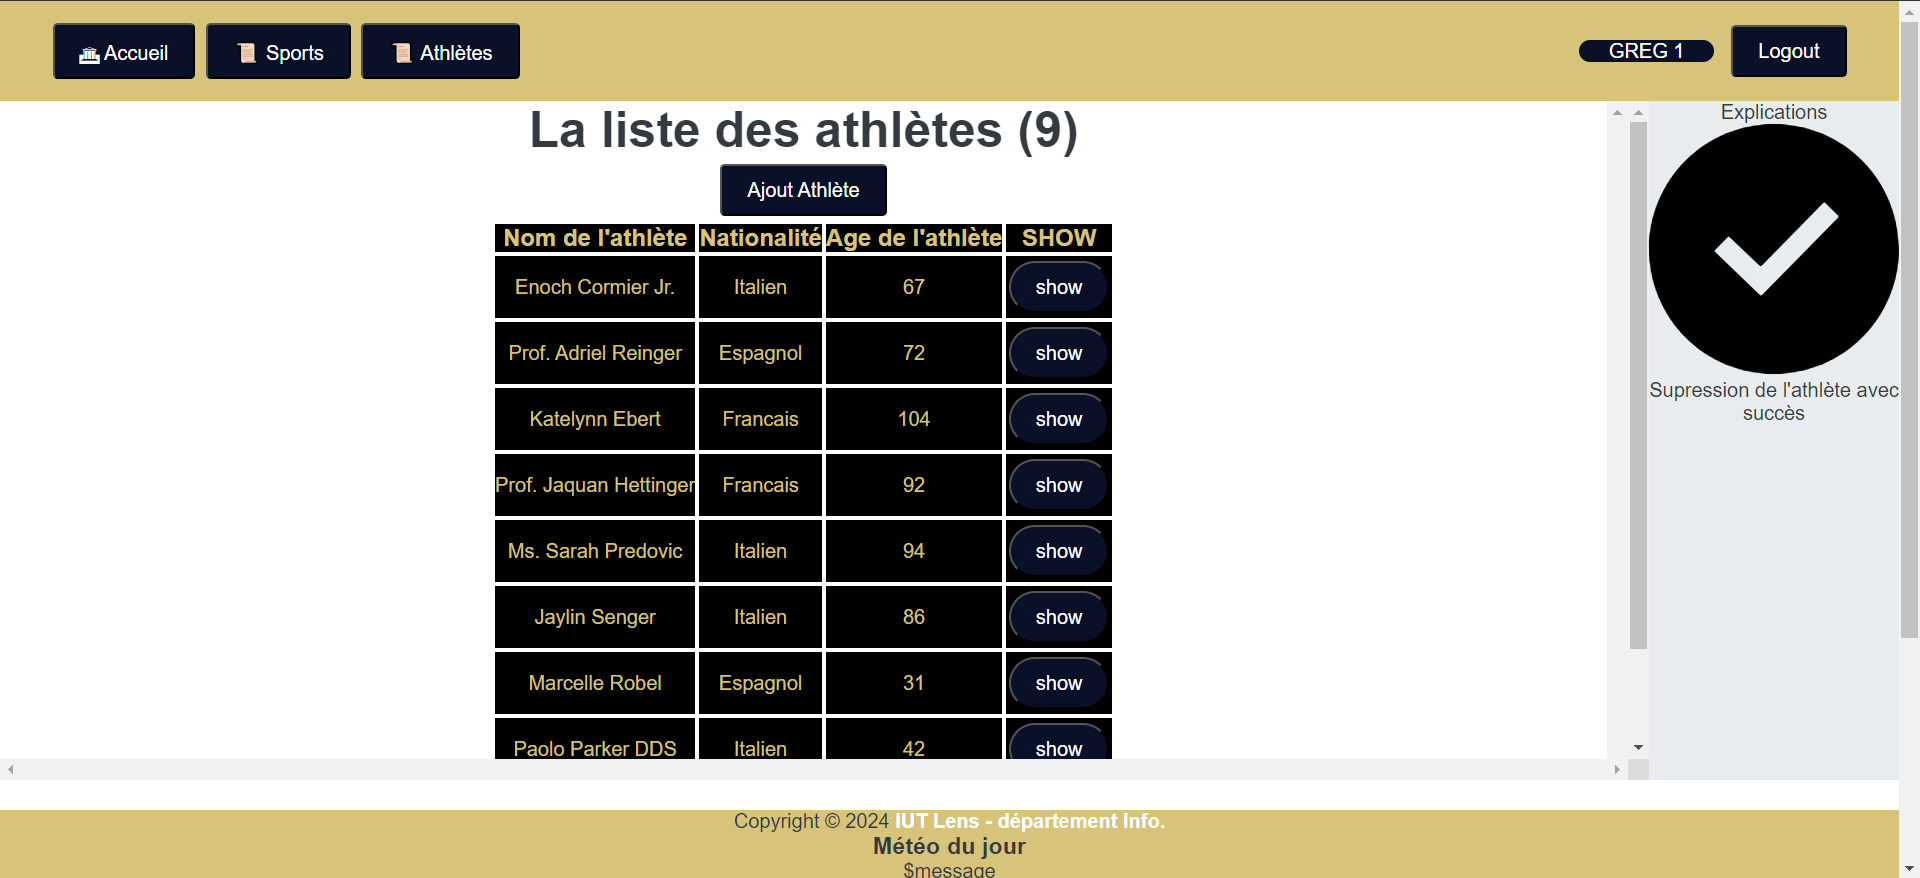 Accueil
Sports
Athlètes
GREG 1
Logout
La liste des athlètes (9)
Ajout Athlète
Nom de l'athlète Nationalité Age de l'athlète SHOW
Enoch Cormier Jr. Italien 67 show
Prof. Adriel Reinger Espagnol 72 show
Katelynn Ebert Francais 104 show
Prof. Jaquan Hettinger Francais 92 show
Ms. Sarah Predovic Italien 94 show
Jaylin Senger Italien 86 show
Marcelle Robel Espagnol 31 show
Paolo Parker DDS Italien 42 show
Explications
Supression de l'athlète avec
succès
Copyright © 2024 IUT Lens - département Info.
Météo du jour
$message